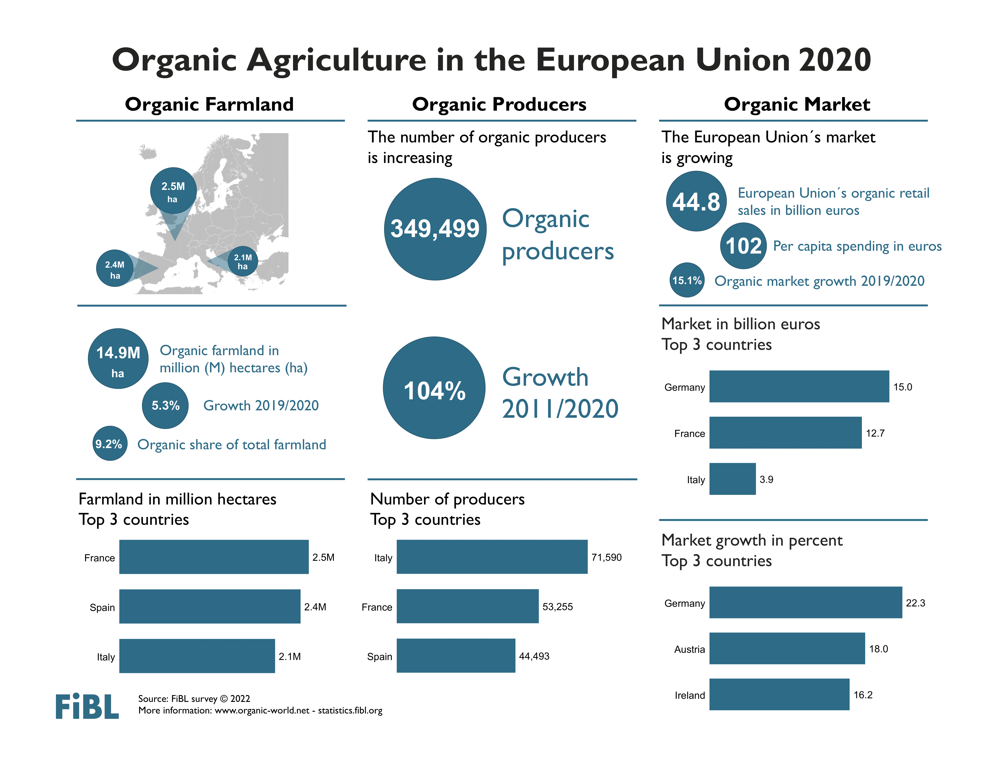 Organic Agriculture in the European Union 2020
Organic Farmland
2.5M
ha
2.4M
ha
2.1M
ha
14.9M
ha
Organic farmland in
million (M) hectares (ha)
5.3%
Growth 2019/2020
9.2%
Organic share of total farmland
Farmland in million hectares
Top 3 countries
France 2.5M
Spain 2.4M
Italy 2.1M
Organic Producers
The number of organic producers
is increasing
349,499
Organic
producers
104%
Growth
2011/2020
Number of producers
Top 3 countries
Italy 71,590
France 53,255
Spain 44,493
Organic Market
The European Union´s market
is growing
44.8
European Union´s organic retail
sales in billion euros
102
Per capita spending in euros
15.1%
Organic market growth 2019/2020
Market in billion euros
Top 3 countries
Germany 15.0
France 12.7
Italy 3.9
Market growth in percent
Top 3 countries
Germany 22.3
Austria 18.0
Ireland 16.2
FiBL
Source: FiBL survey © 2022
More information: www.organic-world.net - statistics.fibl.org